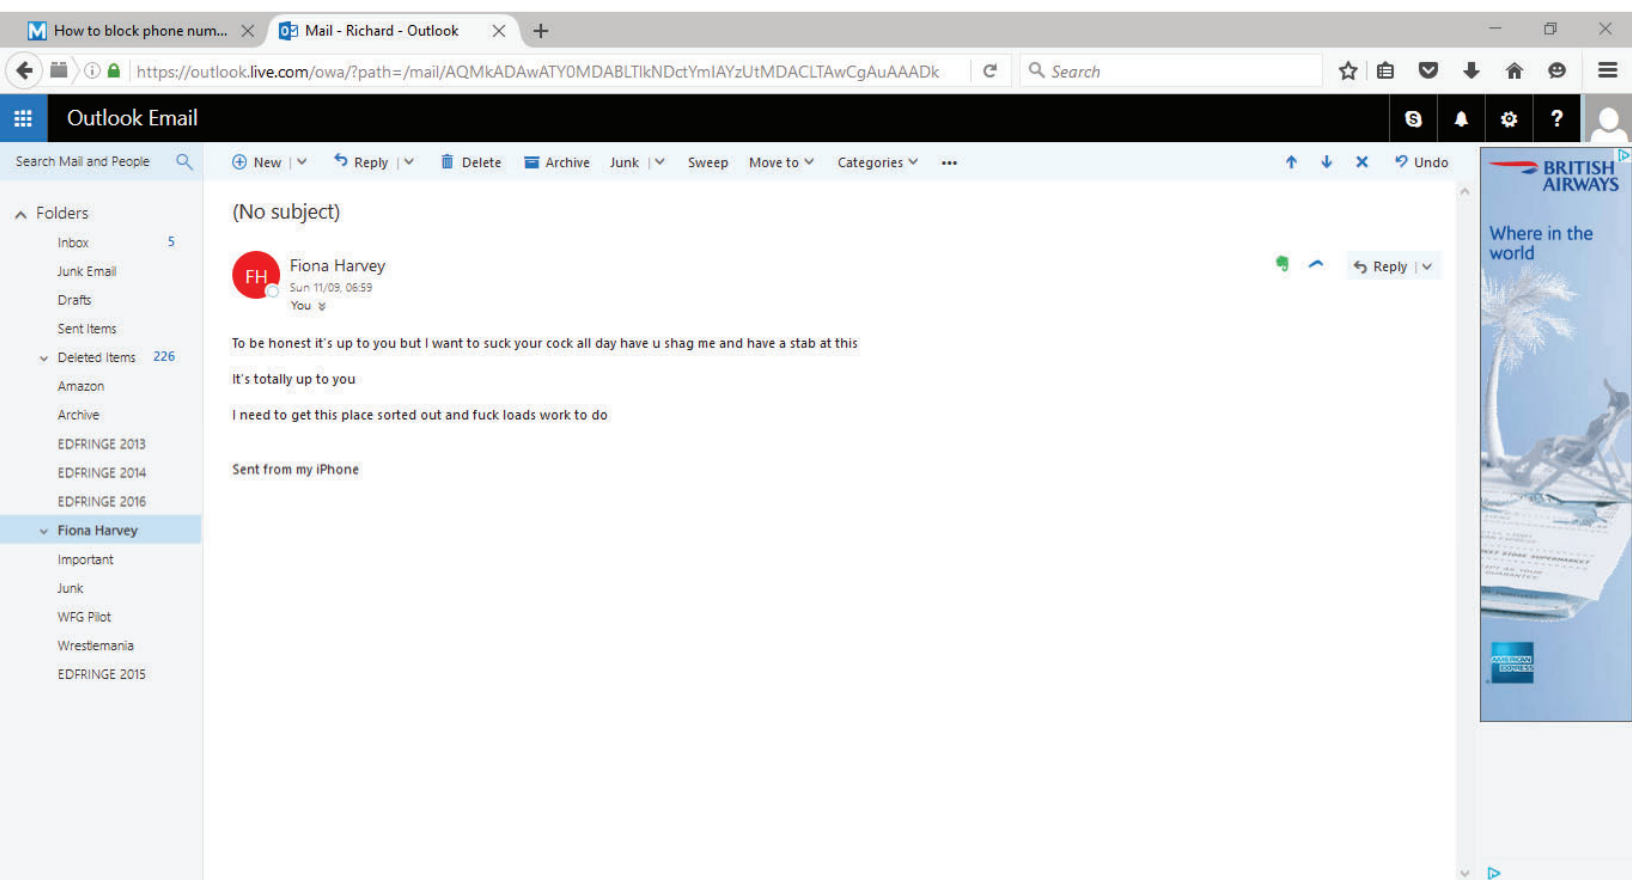 How to block phone num...
Mail - Richard - Outlook
https://outlook.live.com/owa/?path=/mail/AQMkADAwATY0MDABLTlkNDctYmIAYzUtMDACLTAwCgAuAAADk
Search
Outlook Email
Search Mail and People
New
Reply
Delete
Archive
Junk
Sweep
Move to
Categories
Undo
Folders
Inbox 5
Junk Email
Drafts
Sent Items
Deleted Items 226
Amazon
Archive
EDFRINGE 2013
EDFRINGE 2014
EDFRINGE 2016
Fiona Harvey
Important
Junk
WFG Pilot
Wrestlemania
EDFRINGE 2015
(No subject)
FH
Fiona Harvey
Sun 11/09, 06:59
You
Reply
To be honest it's up to you but I want to suck your cock all day have u shag me and have a stab at this
It's totally up to you
I need to get this place sorted out and fuck loads work to do
Sent from my iPhone
BRITISH
AIRWAYS
Where in the
world
AMERICAN
EXPRESS